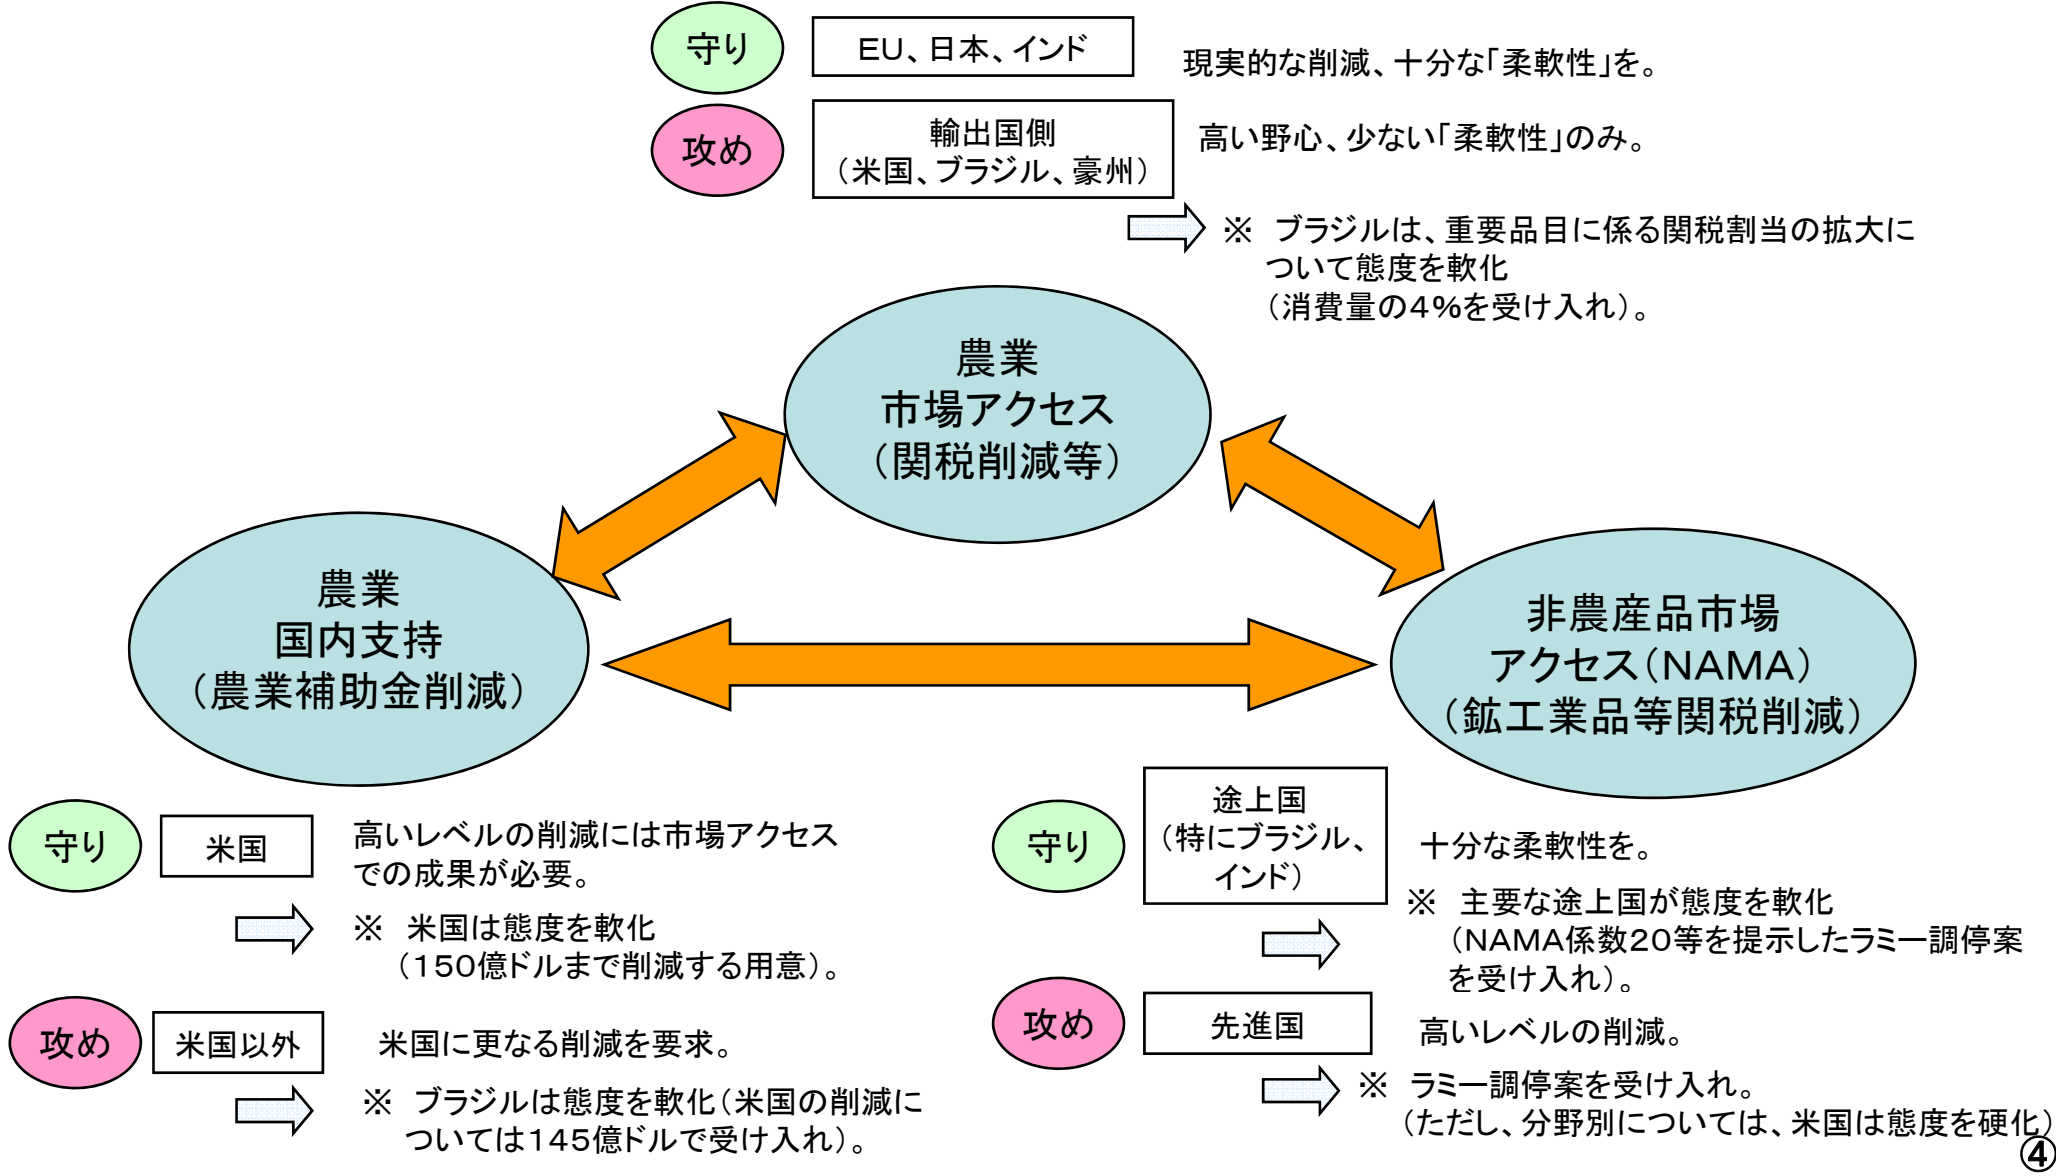 守り
EU、日本、インド
現実的な削減、十分な「柔軟性」を。
攻め
輸出国側
（米国、ブラジル、豪州）
高い野心、少ない「柔軟性」のみ。
※　ブラジルは、重要品目に係る関税割当の拡大に
ついて態度を軟化
（消費量の4%を受け入れ）。
農業
市場アクセス
（関税削減等）
農業
国内支持
（農業補助金削減）
非農産品市場
アクセス（NAMA）
（鉱工業品等関税削減）
守り
米国
高いレベルの削減には市場アクセス
での成果が必要。
※　米国は態度を軟化
（150億ドルまで削減する用意）。
攻め
米国以外
米国に更なる削減を要求。
※　ブラジルは態度を軟化（米国の削減に
ついては145億ドルで受け入れ）。
守り
途上国
（特にブラジル、
インド）
十分な柔軟性を。
※　主要な途上国が態度を軟化
（NAMA係数20等を提示したラミー調停案
を受け入れ）。
攻め
先進国
高いレベルの削減。
※　ラミー調停案を受け入れ。
（ただし、分野別については、米国は態度を硬化）
④